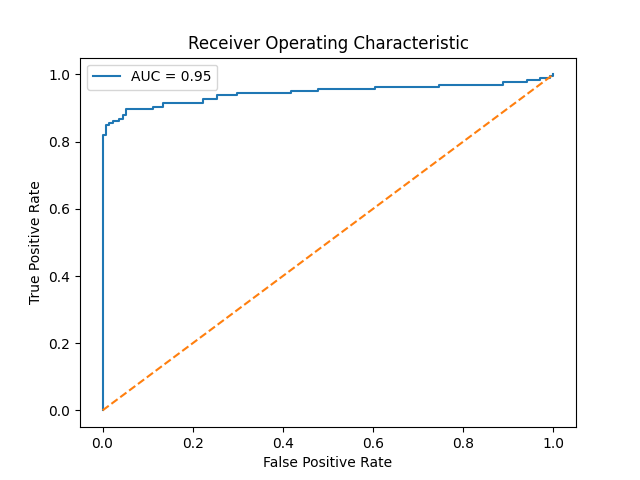 Receiver Operating Characteristic
AUC = 0.95
True Positive Rate
1.0
0.8
0.6
0.4
0.2
0.0
0.0 0.2 0.4 0.6 0.8 1.0
False Positive Rate